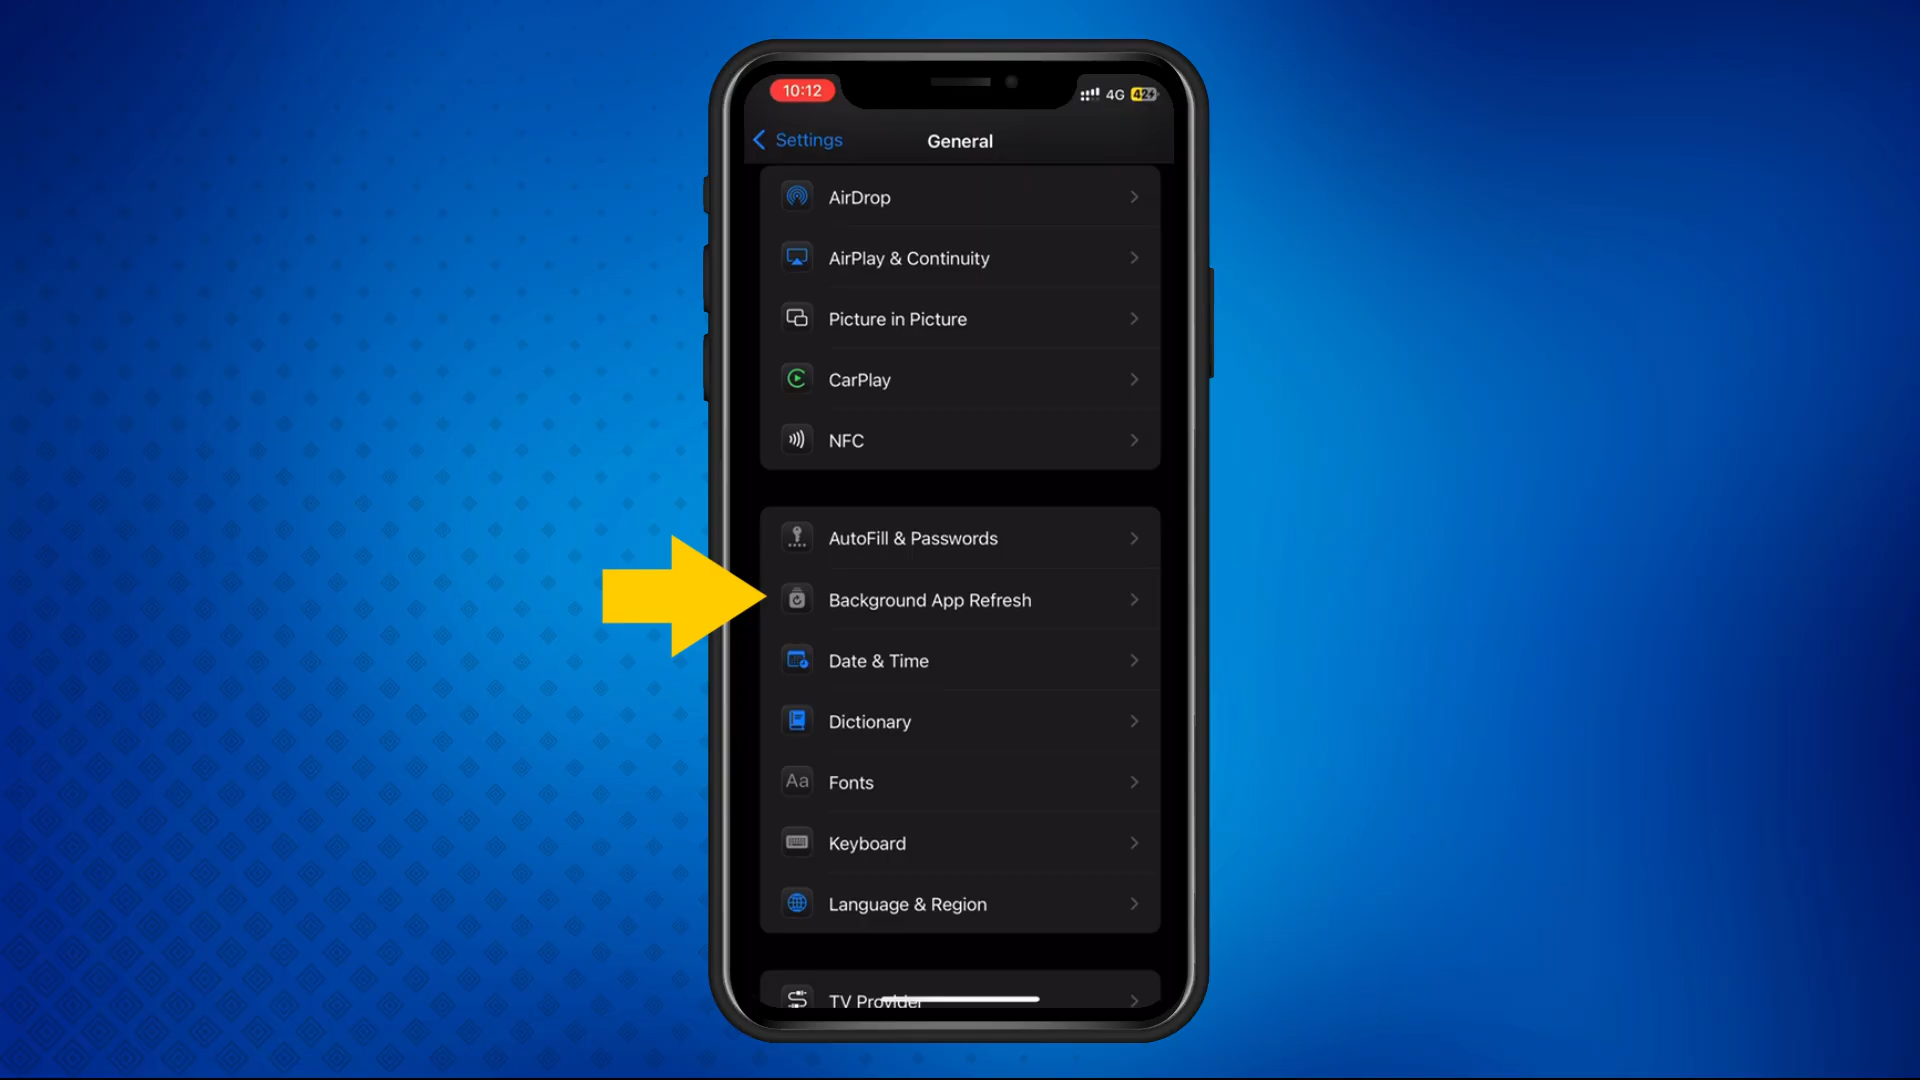 10:12
4G 42
Settings
General
AirDrop
AirPlay & Continuity
Picture in Picture
CarPlay
NFC
AutoFill & Passwords
Background App Refresh
Date & Time
Dictionary
Aa Fonts
Keyboard
Language & Region
TV Provider